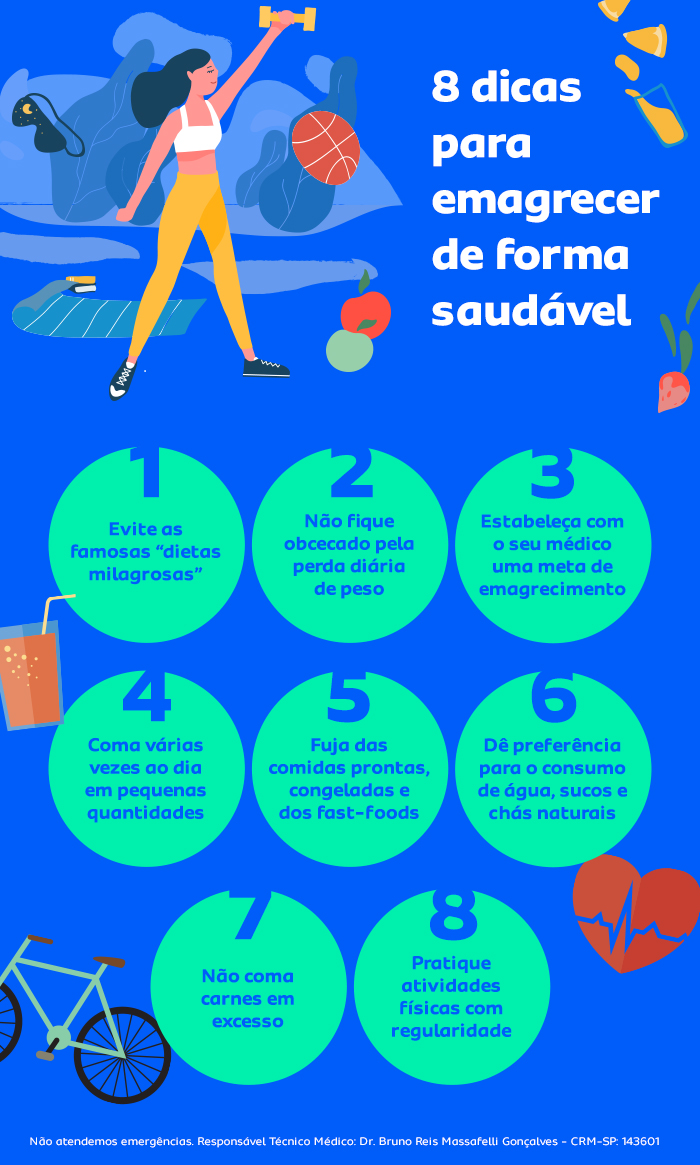 8 dicas
para
emagrecer
de forma
saudável
1
Evite as
famosas “dietas
milagrosas”
2
Não fique
obcecado pela
perda diária
de peso
3
Estabeleça com
o seu médico
uma meta de
emagrecimento
4
Coma várias
vezes ao dia
em pequenas
quantidades
5
Fuja das
comidas prontas,
congeladas e
dos fast-foods
6
Dê preferência
para o consumo
de água, sucos e
chás naturais
7
Não coma
carnes em
excesso
8
Pratique
atividades
físicas com
regularidade
Não atendemos emergências. Responsável Técnico Médico: Dr. Bruno Reis Massafelli Gonçalves - CRM-SP: 143601